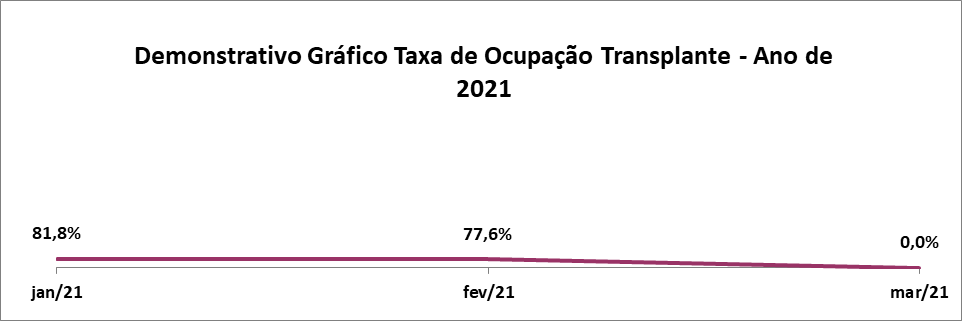 Demonstrativo Gráfico Taxa de Ocupação Transplante - Ano de
2021
81,8%
77,6%
0,0%
jan/21
fev/21
mar/21